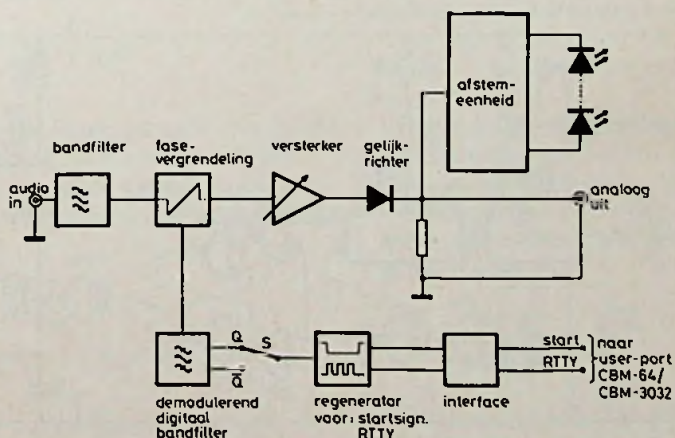 afstem-
eenheid
bandfilter
fase-
vergrendeling
versterker
gelijk-
richter
audio
in
analoog
uit
Q
S
Q̅
start
RTTY
naar
user-port
CBM-64/
CBM-3032
demodulerend
digitaal
bandfilter
regenerator
voor: startsign.
RTTY
interface